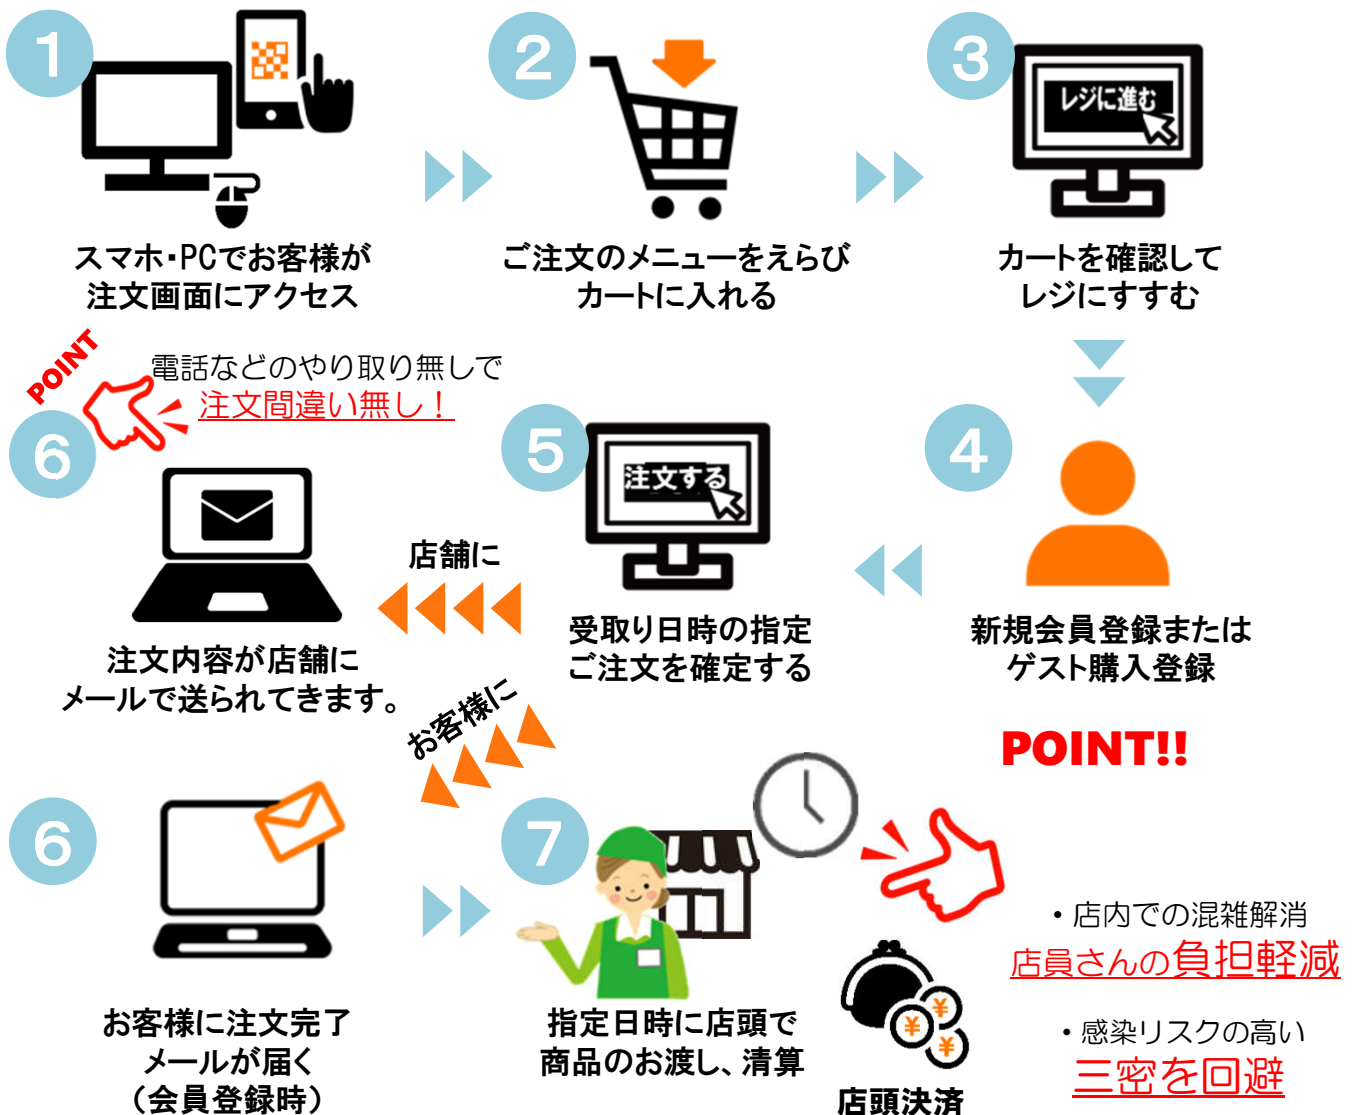 1
スマホ・PCでお客様が
注文画面にアクセス
2
ご注文のメニューをえらび
カートに入れる
3
レジに進む
カートを確認して
レジにすすむ
4
新規会員登録または
ゲスト購入登録
5
注文する
受取り日時の指定
ご注文を確定する
店舗に
お客様に
POINT
電話などのやり取り無しで
注文間違い無し！
6
注文内容が店舗に
メールで送られてきます。
6
お客様に注文完了
メールが届く
（会員登録時）
7
指定日時に店頭で
商品のお渡し、清算
¥
¥
¥
店頭決済
POINT!!
・店内での混雑解消
店員さんの負担軽減
・感染リスクの高い
三密を回避